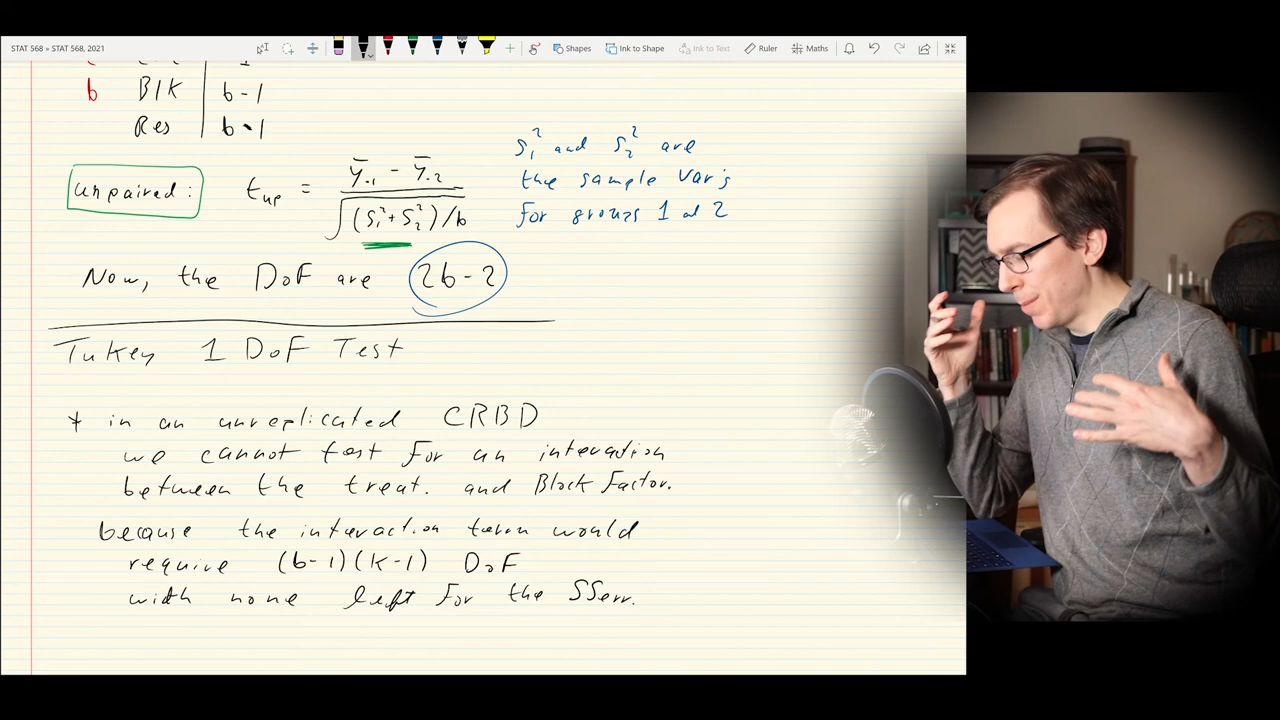 STAT 568 » STAT 568, 2021
Shapes
Ink to Shape
Ink to Text
Ruler
Maths
b Blk b-1
Res b-1
Unpaired: t_up = (ȳ.1 - ȳ.2) / √((S₁²+S₂²)/b)
S₁² and S₂² are
the sample var's
for groups 1 ad 2
Now, the DoF are 2b-2
Tukey 1 DoF Test
* in an unreplicated CRBD
we cannot test for an interaction
between the treat. and Block Factor.
because the interaction term would
require (b-1)(k-1) DoF
with none left for the SSerr.